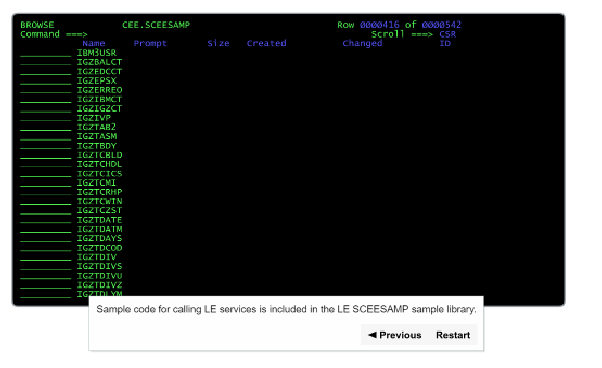 BROWSE CEE.SCEESAMP Row 0000416 of 0000542
Command ===> Scroll ===> CSR
Name Prompt Size Created Changed ID
IBM3USR
IGZBALCT
IGZEDCCT
IGZEPSX
IGZERREO
IGZIBMCT
IGZIGZCT
IGZIVP
IGZTAB2
IGZTASM
IGZTBDY
IGZTCBLD
IGZTCHDL
IGZTCICS
IGZTCMI
IGZTCRHP
IGZTCWIN
IGZTCZST
IGZTDATE
IGZTDATM
IGZTDAYS
IGZTDCOD
IGZTDIV
IGZTDIVS
IGZTDIVU
IGZTDIVZ
IGZTDLYM
Sample code for calling LE services is included in the LE SCEESAMP sample library.
◄ Previous Restart